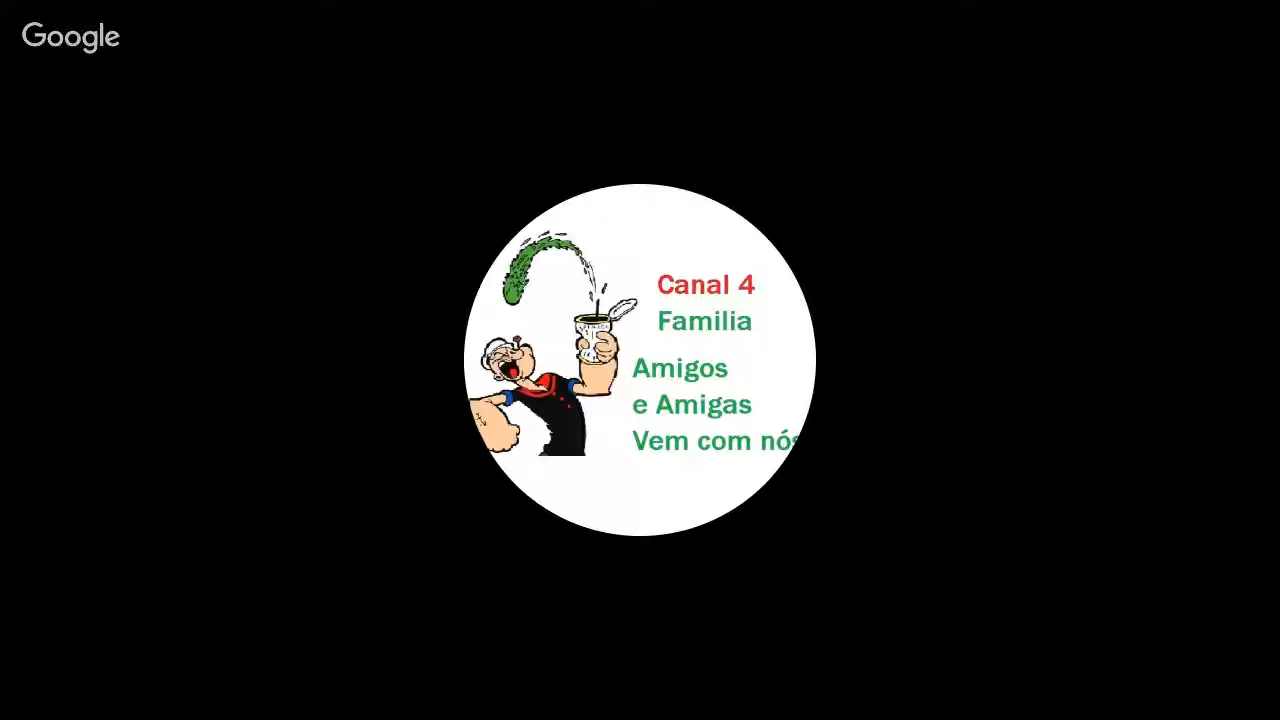 Google
Canal 4
Familia
Amigos
e Amigas
Vem com nós